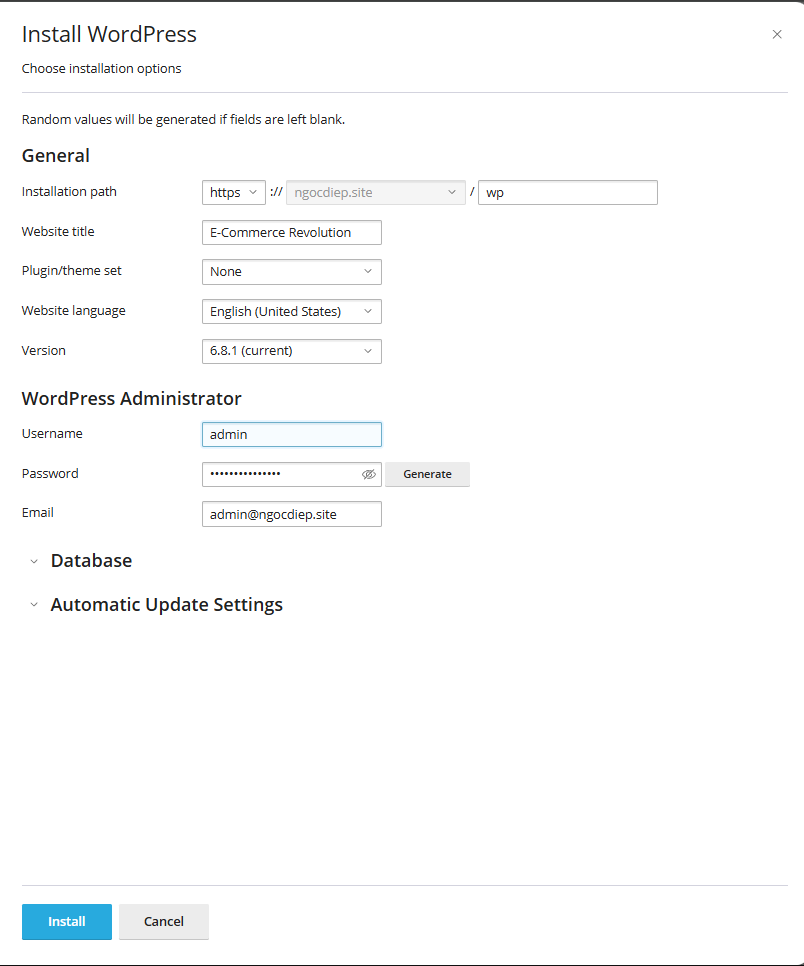 Install WordPress
Choose installation options
Random values will be generated if fields are left blank.
General
Installation path https :// ngocdiep.site / wp
Website title E-Commerce Revolution
Plugin/theme set None
Website language English (United States)
Version 6.8.1 (current)
WordPress Administrator
Username admin
Password ••••••••••••••• Generate
Email admin@ngocdiep.site
Database
Automatic Update Settings
Install Cancel